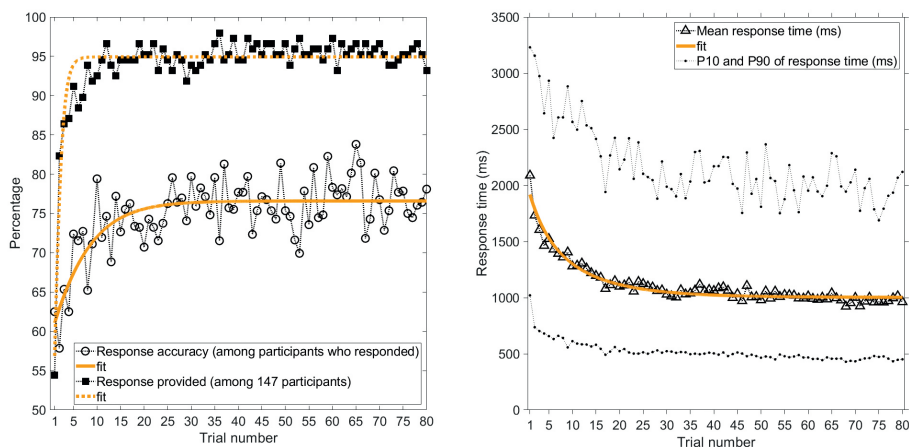 100
95
90
85
80
75
70
65
60
55
50
Percentage
Response accuracy (among participants who responded)
fit
Response provided (among 147 participants)
fit
1 5 10 15 20 25 30 35 40 45 50 55 60 65 70 75 80
Trial number
3500
3000
2500
2000
1500
1000
500
0
Response time (ms)
Mean response time (ms)
fit
P10 and P90 of response time (ms)
1 5 10 15 20 25 30 35 40 45 50 55 60 65 70 75 80
Trial number